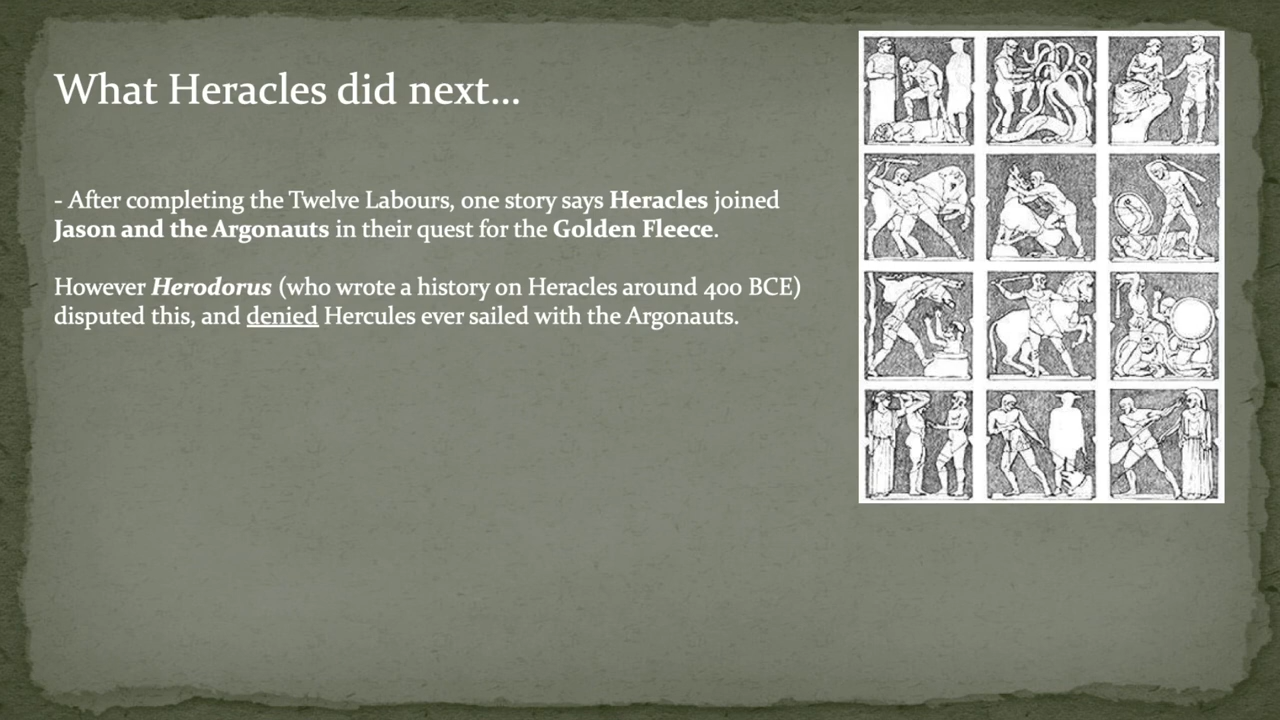 What Heracles did next...
- After completing the Twelve Labours, one story says Heracles joined
Jason and the Argonauts in their quest for the Golden Fleece.
However Herodorus (who wrote a history on Heracles around 400 BCE)
disputed this, and denied Hercules ever sailed with the Argonauts.